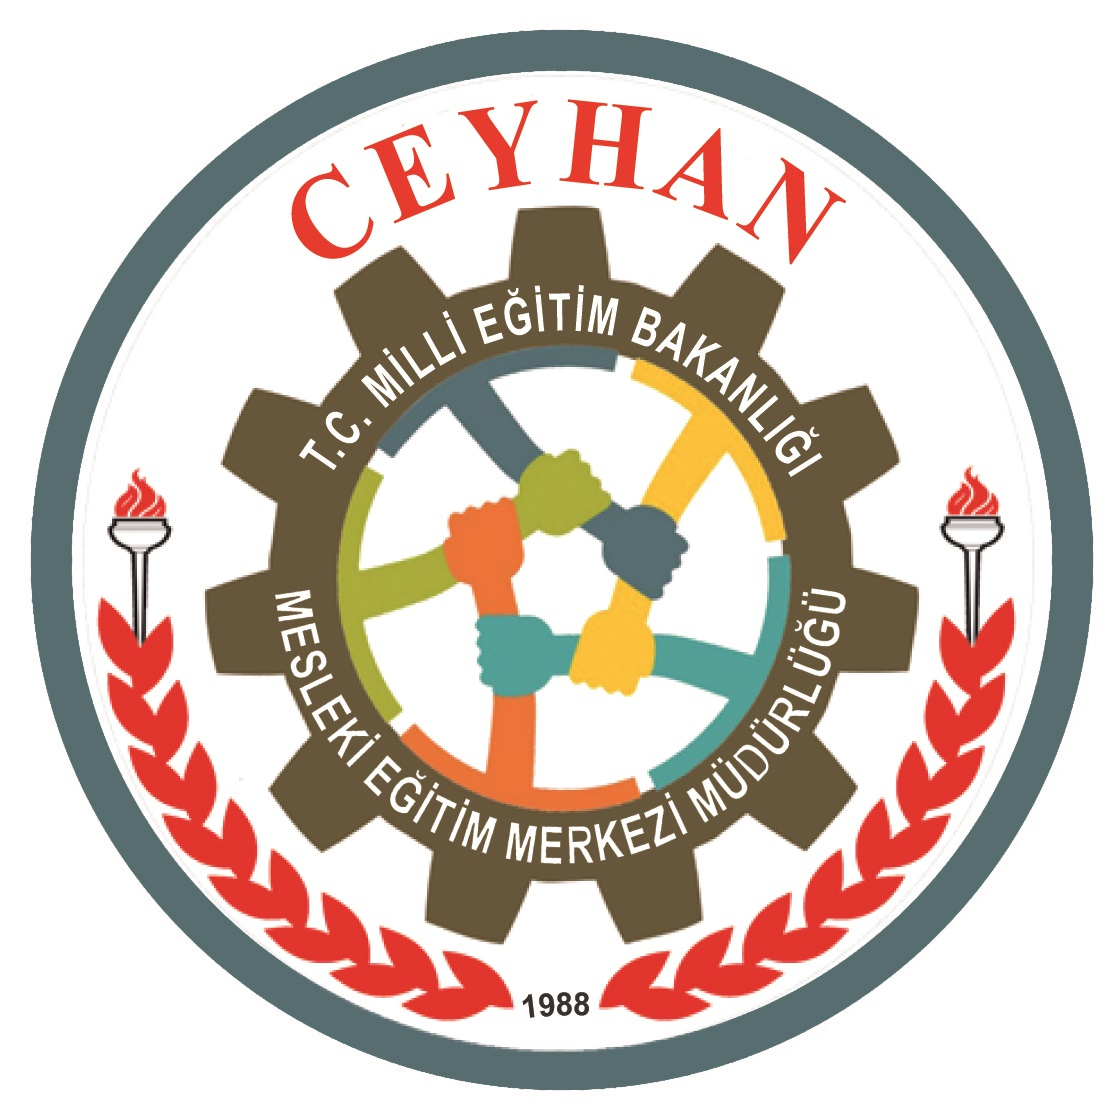 CEYHAN
T.C. MİLLİ EĞİTİM BAKANLIĞI
MESLEKİ EĞİTİM MERKEZİ MÜDÜRLÜĞÜ
1988